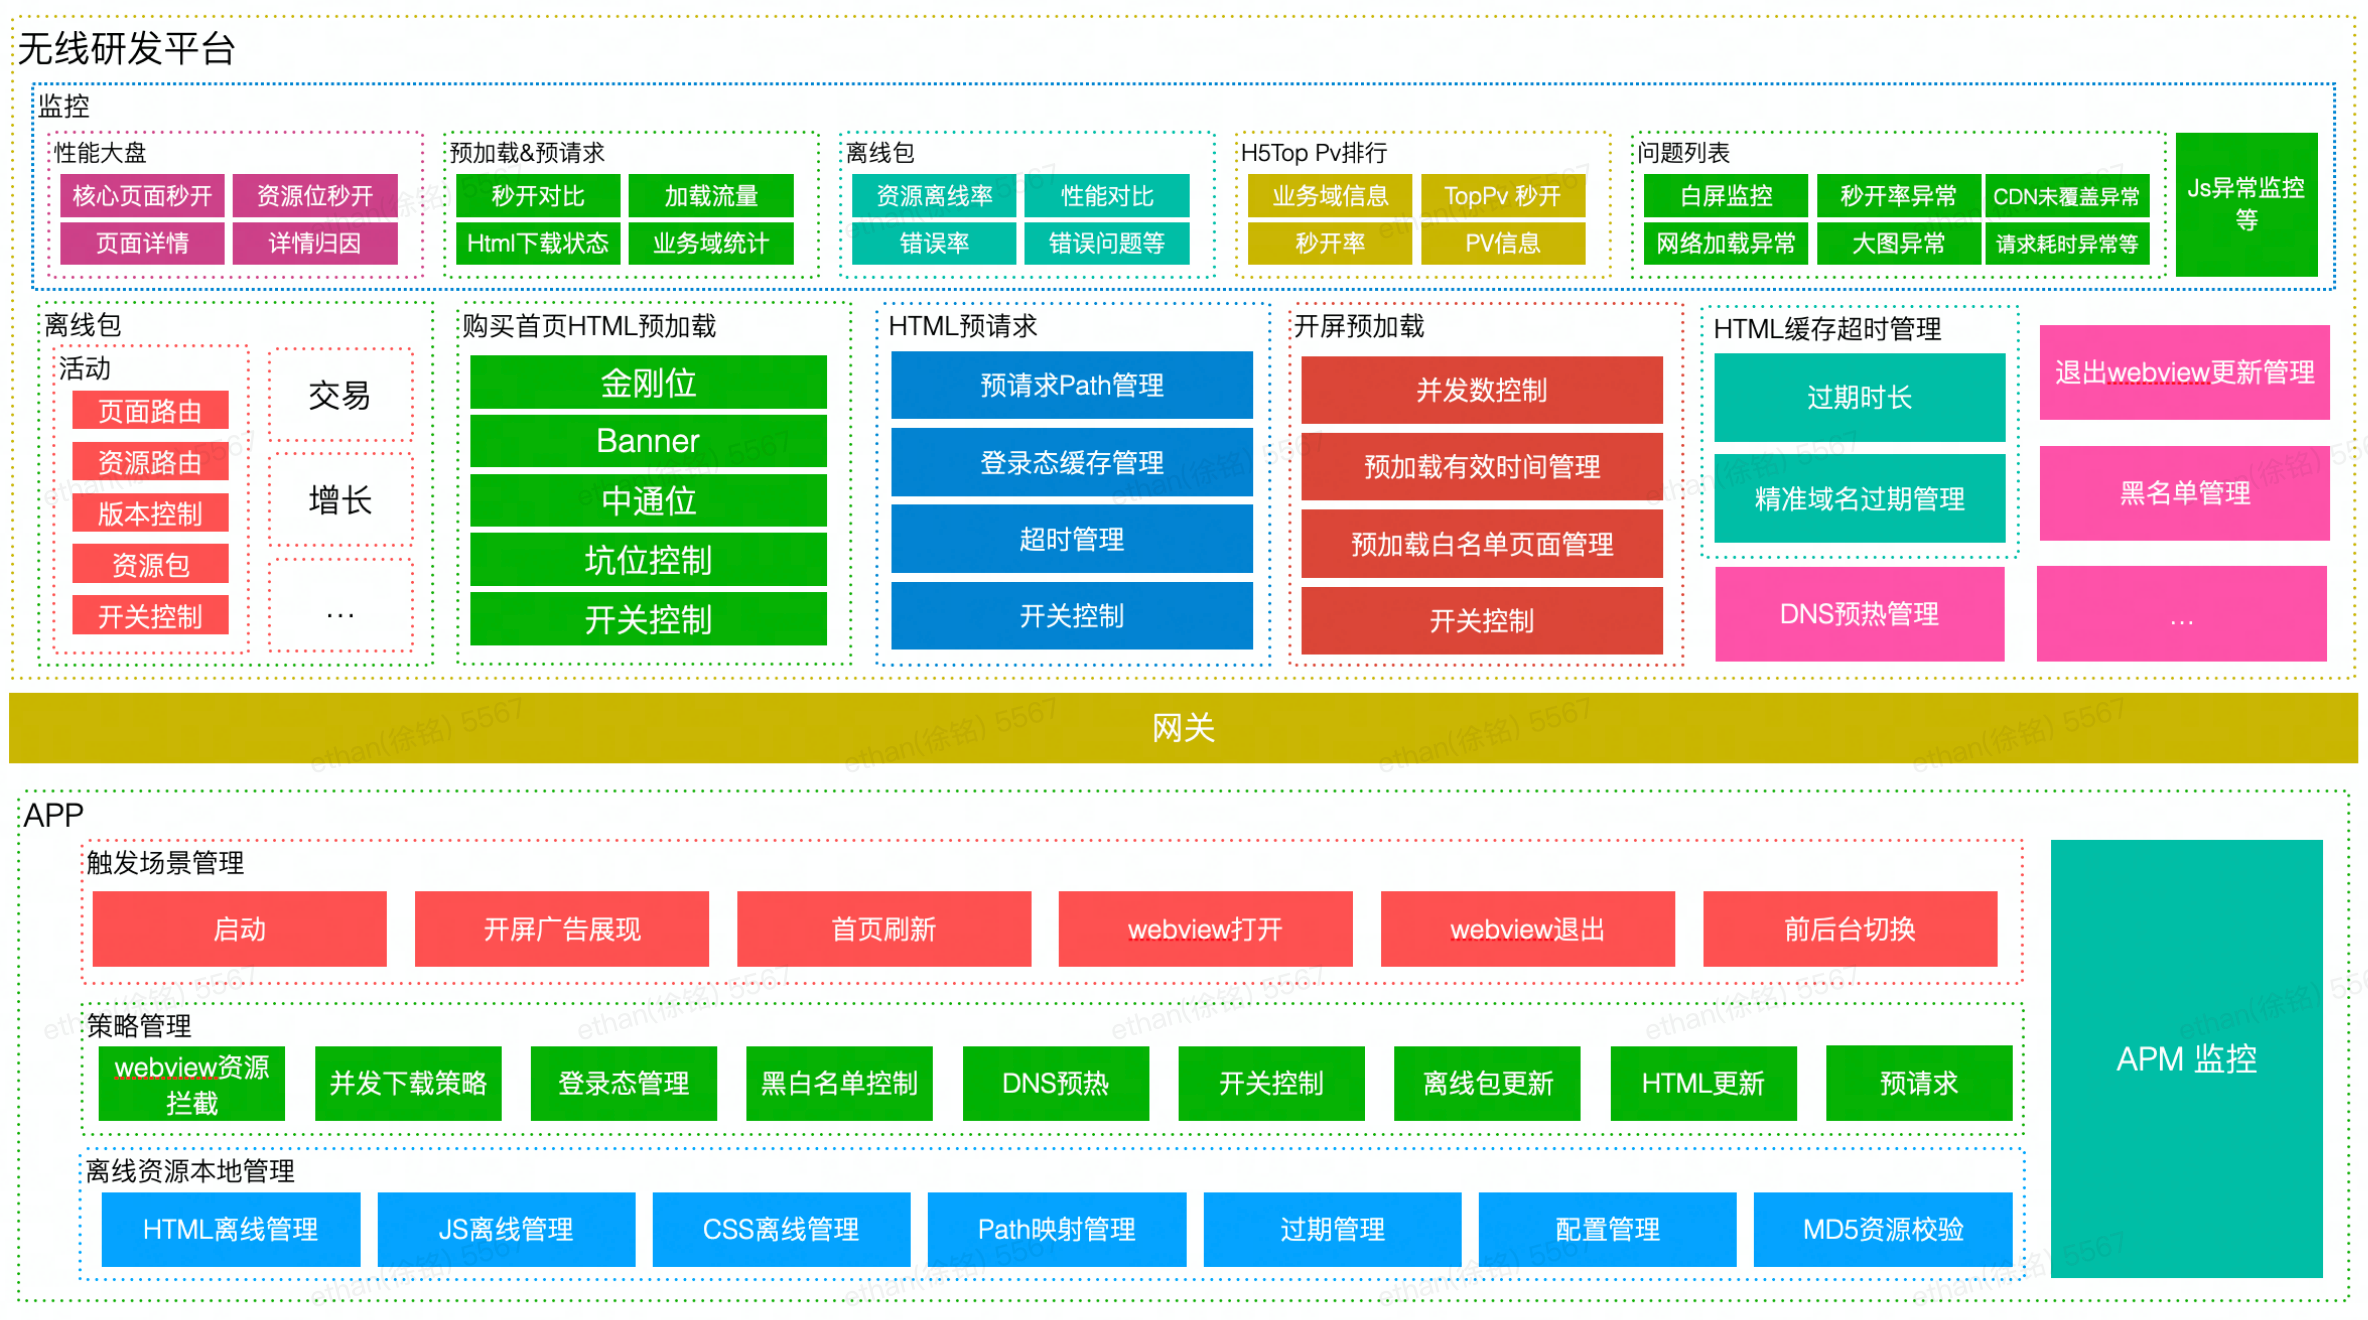 无线研发平台
监控
性能大盘
核心页面秒开
资源位秒开
页面详情
详情归因
预加载&预请求
秒开对比
加载流量
Html下载状态
业务域统计
离线包
资源离线率
性能对比
错误率
错误问题等
H5Top Pv排行
业务域信息
TopPv 秒开
秒开率
PV信息
问题列表
白屏监控
秒开率异常
CDN未覆盖异常
网络加载异常
大图异常
请求耗时异常等
Js异常监控
等
离线包
活动
页面路由
资源路由
版本控制
资源包
开关控制
交易
增长
...
购买首页HTML预加载
金刚位
Banner
中通位
坑位控制
开关控制
HTML预请求
预请求Path管理
登录态缓存管理
超时管理
开关控制
开屏预加载
并发数控制
预加载有效时间管理
预加载白名单页面管理
开关控制
HTML缓存超时管理
过期时长
精准域名过期管理
DNS预热管理
退出webview更新管理
黑名单管理
...
网关
APP
触发场景管理
启动
开屏广告展现
首页刷新
webview打开
webview退出
前后台切换
策略管理
webview资源
拦截
并发下载策略
登录态管理
黑白名单控制
DNS预热
开关控制
离线包更新
HTML更新
预请求
离线资源本地管理
HTML离线管理
JS离线管理
CSS离线管理
Path映射管理
过期管理
配置管理
MD5资源校验
APM 监控
ethan(徐铭) 5567